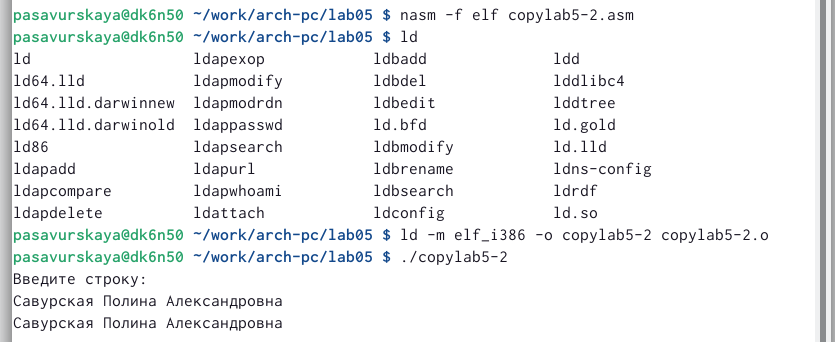 pasavurskaya@dk6n50 ~/work/arch-pc/lab05 $ nasm -f elf copylab5-2.asm
pasavurskaya@dk6n50 ~/work/arch-pc/lab05 $ ld
ld ldapexop ldbadd ldd
ld64.lld ldapmodify ldbdel lddlibc4
ld64.lld.darwinnew ldapmodrdn ldbedit lddtree
ld64.lld.darwinold ldappasswd ld.bfd ld.gold
ld86 ldapsearch ldbmodify ld.lld
ldapadd ldapurl ldbrename ldns-config
ldapcompare ldapwhoami ldbsearch ldrdf
ldapdelete ldattach ldconfig ld.so
pasavurskaya@dk6n50 ~/work/arch-pc/lab05 $ ld -m elf_i386 -o copylab5-2 copylab5-2.o
pasavurskaya@dk6n50 ~/work/arch-pc/lab05 $ ./copylab5-2
Введите строку:
Савурская Полина Александровна
Савурская Полина Александровна